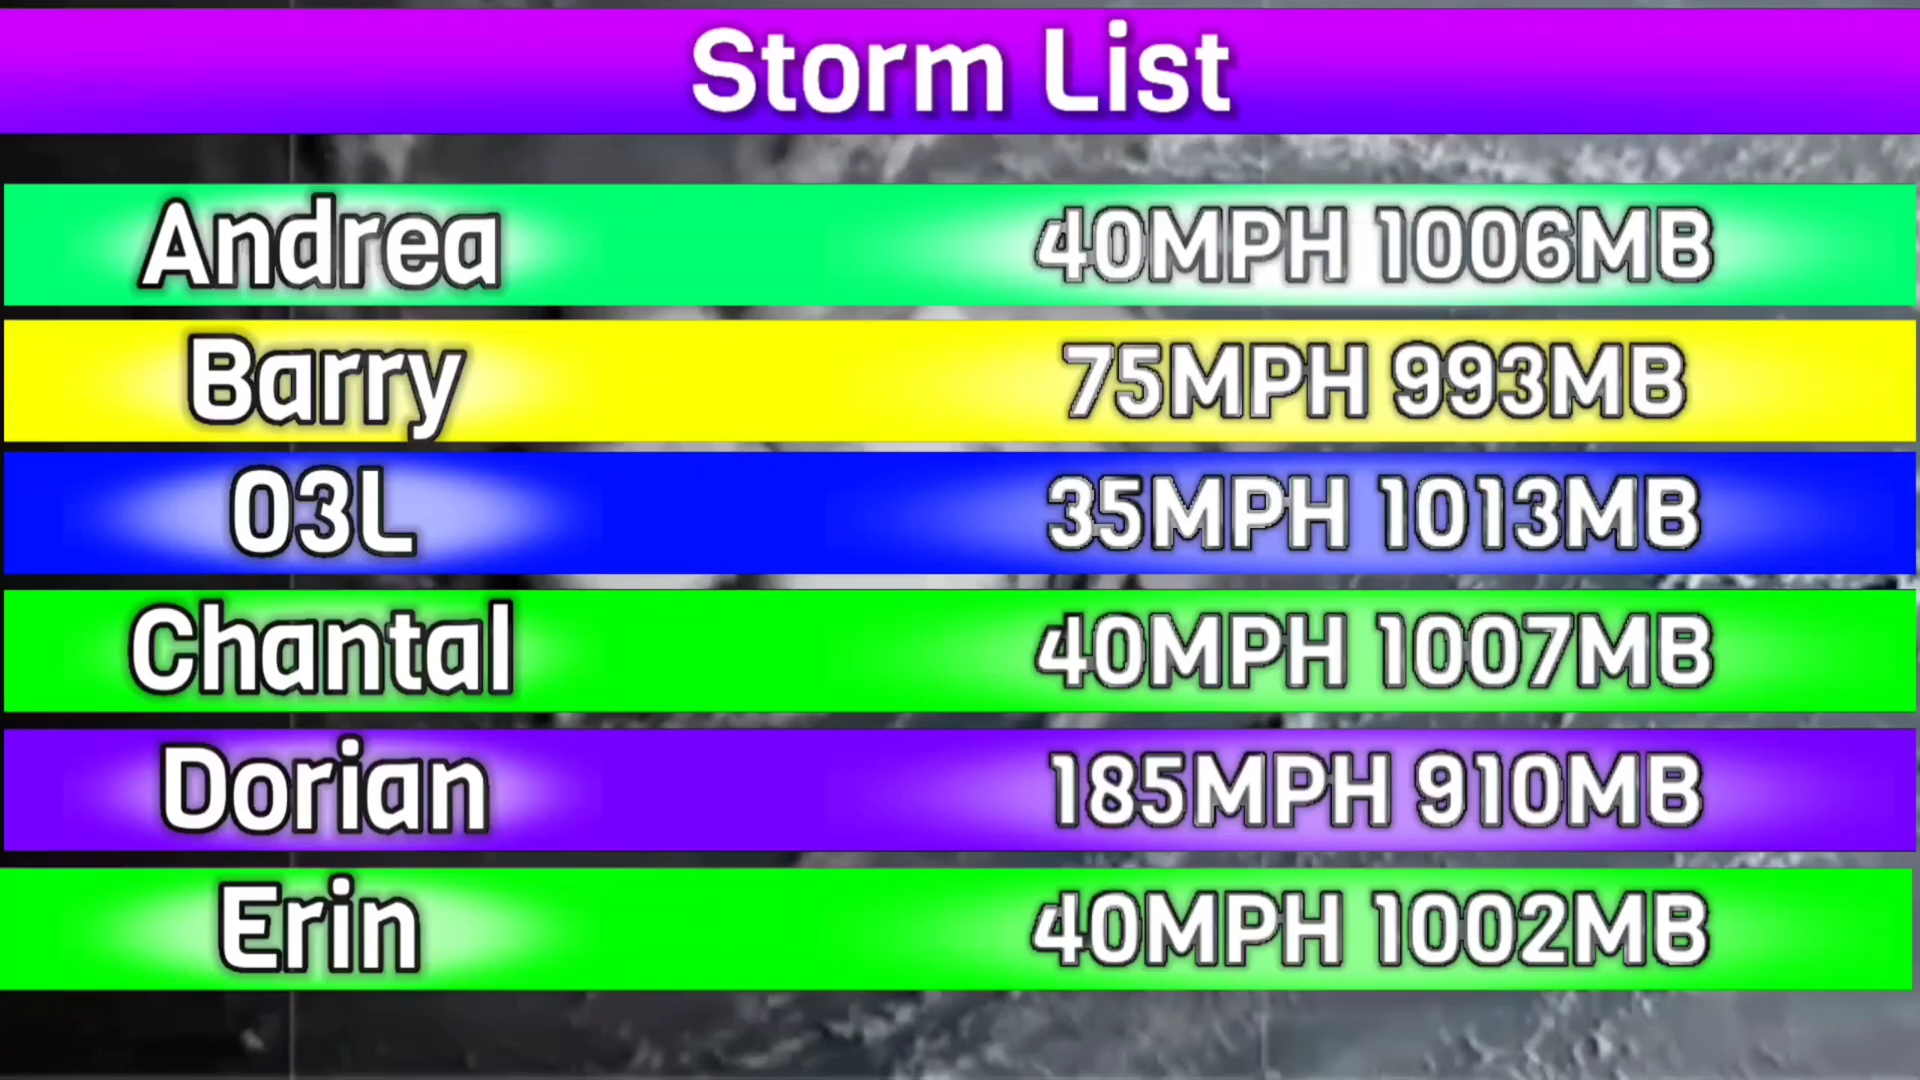 Storm List
Andrea 40MPH 1006MB
Barry 75MPH 993MB
03L 35MPH 1013MB
Chantal 40MPH 1007MB
Dorian 185MPH 910MB
Erin 40MPH 1002MB